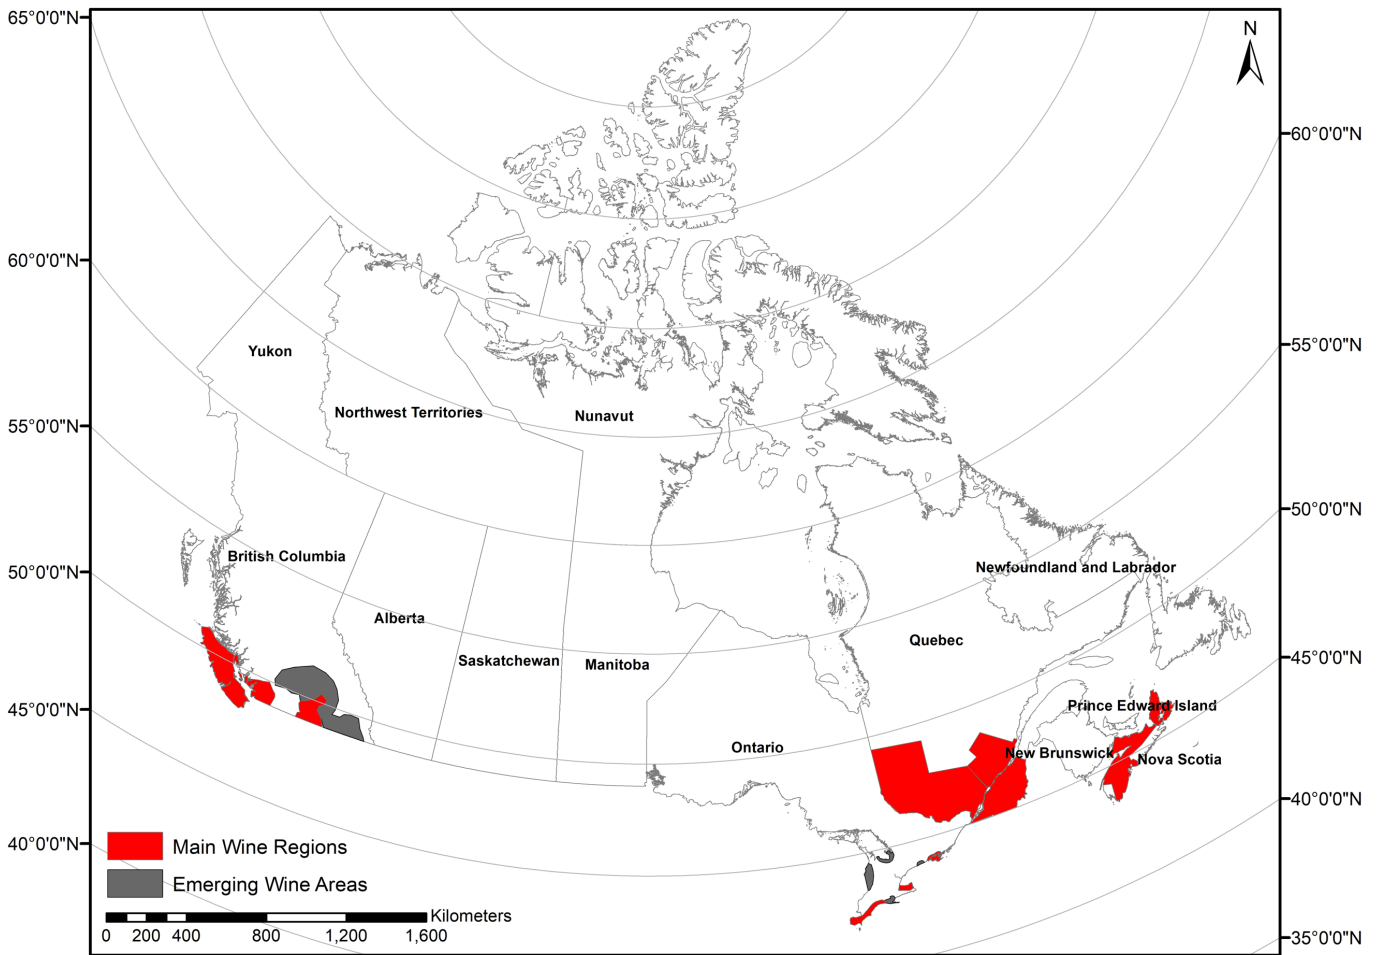 65°0'0"N
N
60°0'0"N
60°0'0"N
55°0'0"N
Yukon
Northwest Territories
Nunavut
55°0'0"N
50°0'0"N
British Columbia
Newfoundland and Labrador
50°0'0"N
Alberta
Quebec
Saskatchewan
Manitoba
45°0'0"N
Prince Edward Island
45°0'0"N
Ontario
New Brunswick
Nova Scotia
40°0'0"N
40°0'0"N
Main Wine Regions
Emerging Wine Areas
Kilometers
0 200 400 800 1,200 1,600
35°0'0"N